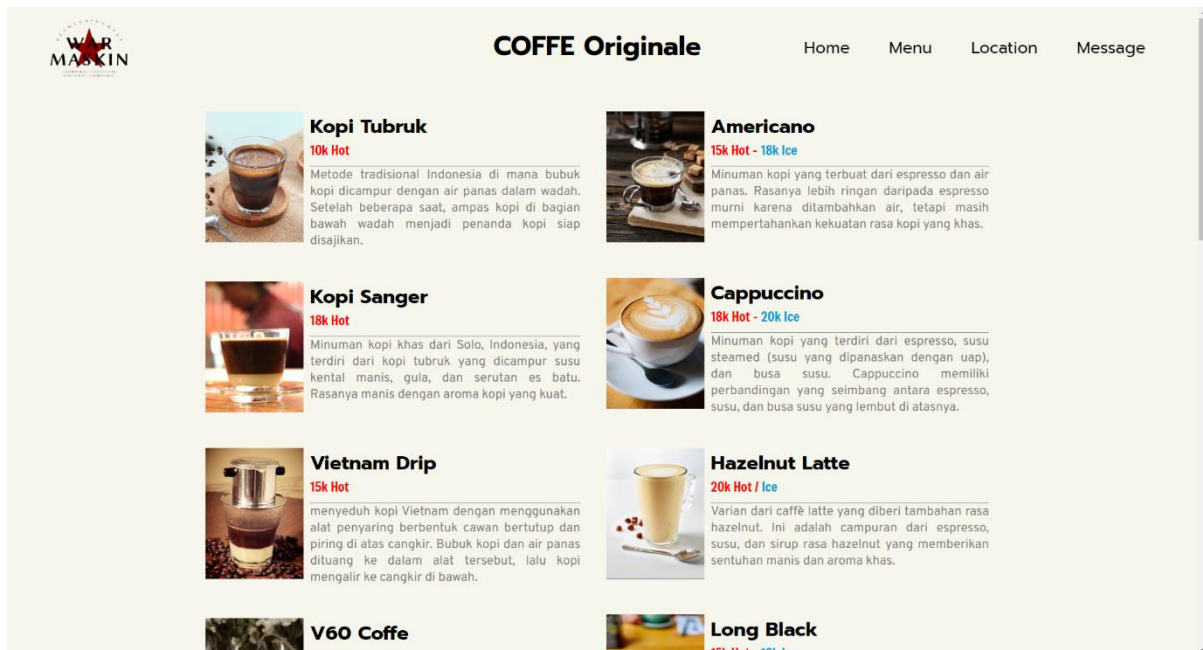 WAR
MASKIN
COFFE Originale
Home Menu Location Message
Kopi Tubruk
10k Hot
Metode tradisional Indonesia di mana bubuk
kopi dicampur dengan air panas dalam wadah.
Setelah beberapa saat, ampas kopi di bagian
bawah wadah menjadi penanda kopi siap
disajikan.
Americano
15k Hot - 18k Ice
Minuman kopi yang terbuat dari espresso dan air
panas. Rasanya lebih ringan daripada espresso
murni karena ditambahkan air, tetapi masih
mempertahankan kekuatan rasa kopi yang khas.
Kopi Sanger
18k Hot
Minuman kopi khas dari Solo, Indonesia, yang
terdiri dari kopi tubruk yang dicampur susu
kental manis, gula, dan serutan es batu.
Rasanya manis dengan aroma kopi yang kuat.
Cappuccino
18k Hot - 20k Ice
Minuman kopi yang terdiri dari espresso, susu
steamed (susu yang dipanaskan dengan uap),
dan busa susu. Cappuccino memiliki
perbandingan yang seimbang antara espresso,
susu, dan busa susu yang lembut di atasnya.
Vietnam Drip
15k Hot
menyeduh kopi Vietnam dengan menggunakan
alat penyaring berbentuk cawan bertutup dan
piring di atas cangkir. Bubuk kopi dan air panas
dituang ke dalam alat tersebut, lalu kopi
mengalir ke cangkir di bawah.
Hazelnut Latte
20k Hot / Ice
Varian dari caffè latte yang diberi tambahan rasa
hazelnut. Ini adalah campuran dari espresso,
susu, dan sirup rasa hazelnut yang memberikan
sentuhan manis dan aroma khas.
V60 Coffe
Long Black